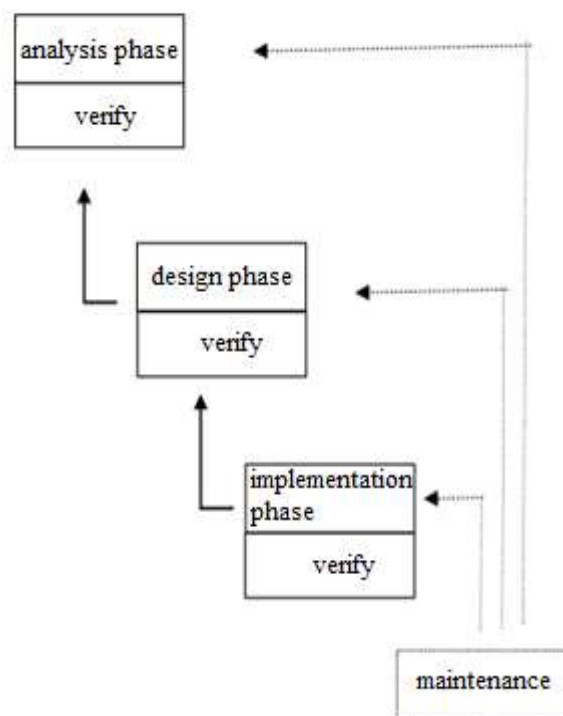 analysis phase
verify
design phase
verify
implementation
phase
verify
maintenance